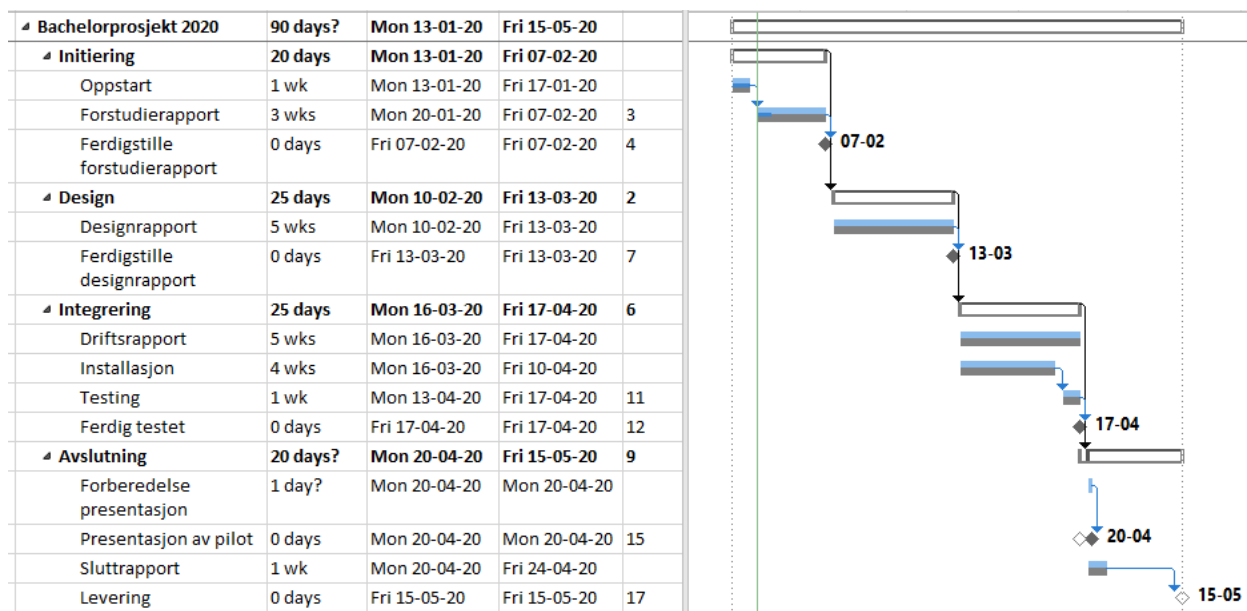 Bachelorprosjekt 2020 90 days? Mon 13-01-20 Fri 15-05-20
Initiering 20 days Mon 13-01-20 Fri 07-02-20
Oppstart 1 wk Mon 13-01-20 Fri 17-01-20
Forstudierapport 3 wks Mon 20-01-20 Fri 07-02-20 3
Ferdigstille 0 days Fri 07-02-20 Fri 07-02-20 4 07-02
forstudierapport
Design 25 days Mon 10-02-20 Fri 13-03-20 2
Designrapport 5 wks Mon 10-02-20 Fri 13-03-20
Ferdigstille 0 days Fri 13-03-20 Fri 13-03-20 7 13-03
designrapport
Integrering 25 days Mon 16-03-20 Fri 17-04-20 6
Driftsrapport 5 wks Mon 16-03-20 Fri 17-04-20
Installasjon 4 wks Mon 16-03-20 Fri 10-04-20
Testing 1 wk Mon 13-04-20 Fri 17-04-20 11
Ferdig testet 0 days Fri 17-04-20 Fri 17-04-20 12 17-04
Avslutning 20 days? Mon 20-04-20 Fri 15-05-20 9
Forberedelse 1 day? Mon 20-04-20 Mon 20-04-20
presentasjon
Presentasjon av pilot 0 days Mon 20-04-20 Mon 20-04-20 15 20-04
Sluttrapport 1 wk Mon 20-04-20 Fri 24-04-20
Levering 0 days Fri 15-05-20 Fri 15-05-20 17 15-05